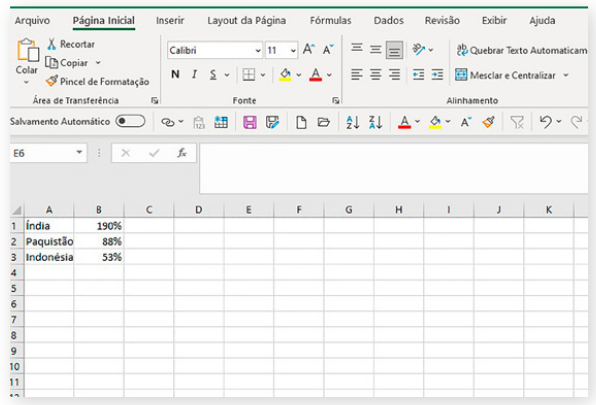 Arquivo Página Inicial Inserir Layout da Página Fórmulas Dados Revisão Exibir Ajuda
Recortar
Copiar
Pincel de Formatação
Colar
Área de Transferência
Calibri 11 A A
N I S A
Fonte
Quebrar Texto Automaticam
Mesclar e Centralizar
Alinhamento
Salvamento Automático
E6 fx
A B C D E F G H I J K
1 Índia 190%
2 Paquistão 88%
3 Indonésia 53%
4
5
6
7
8
9
10
11